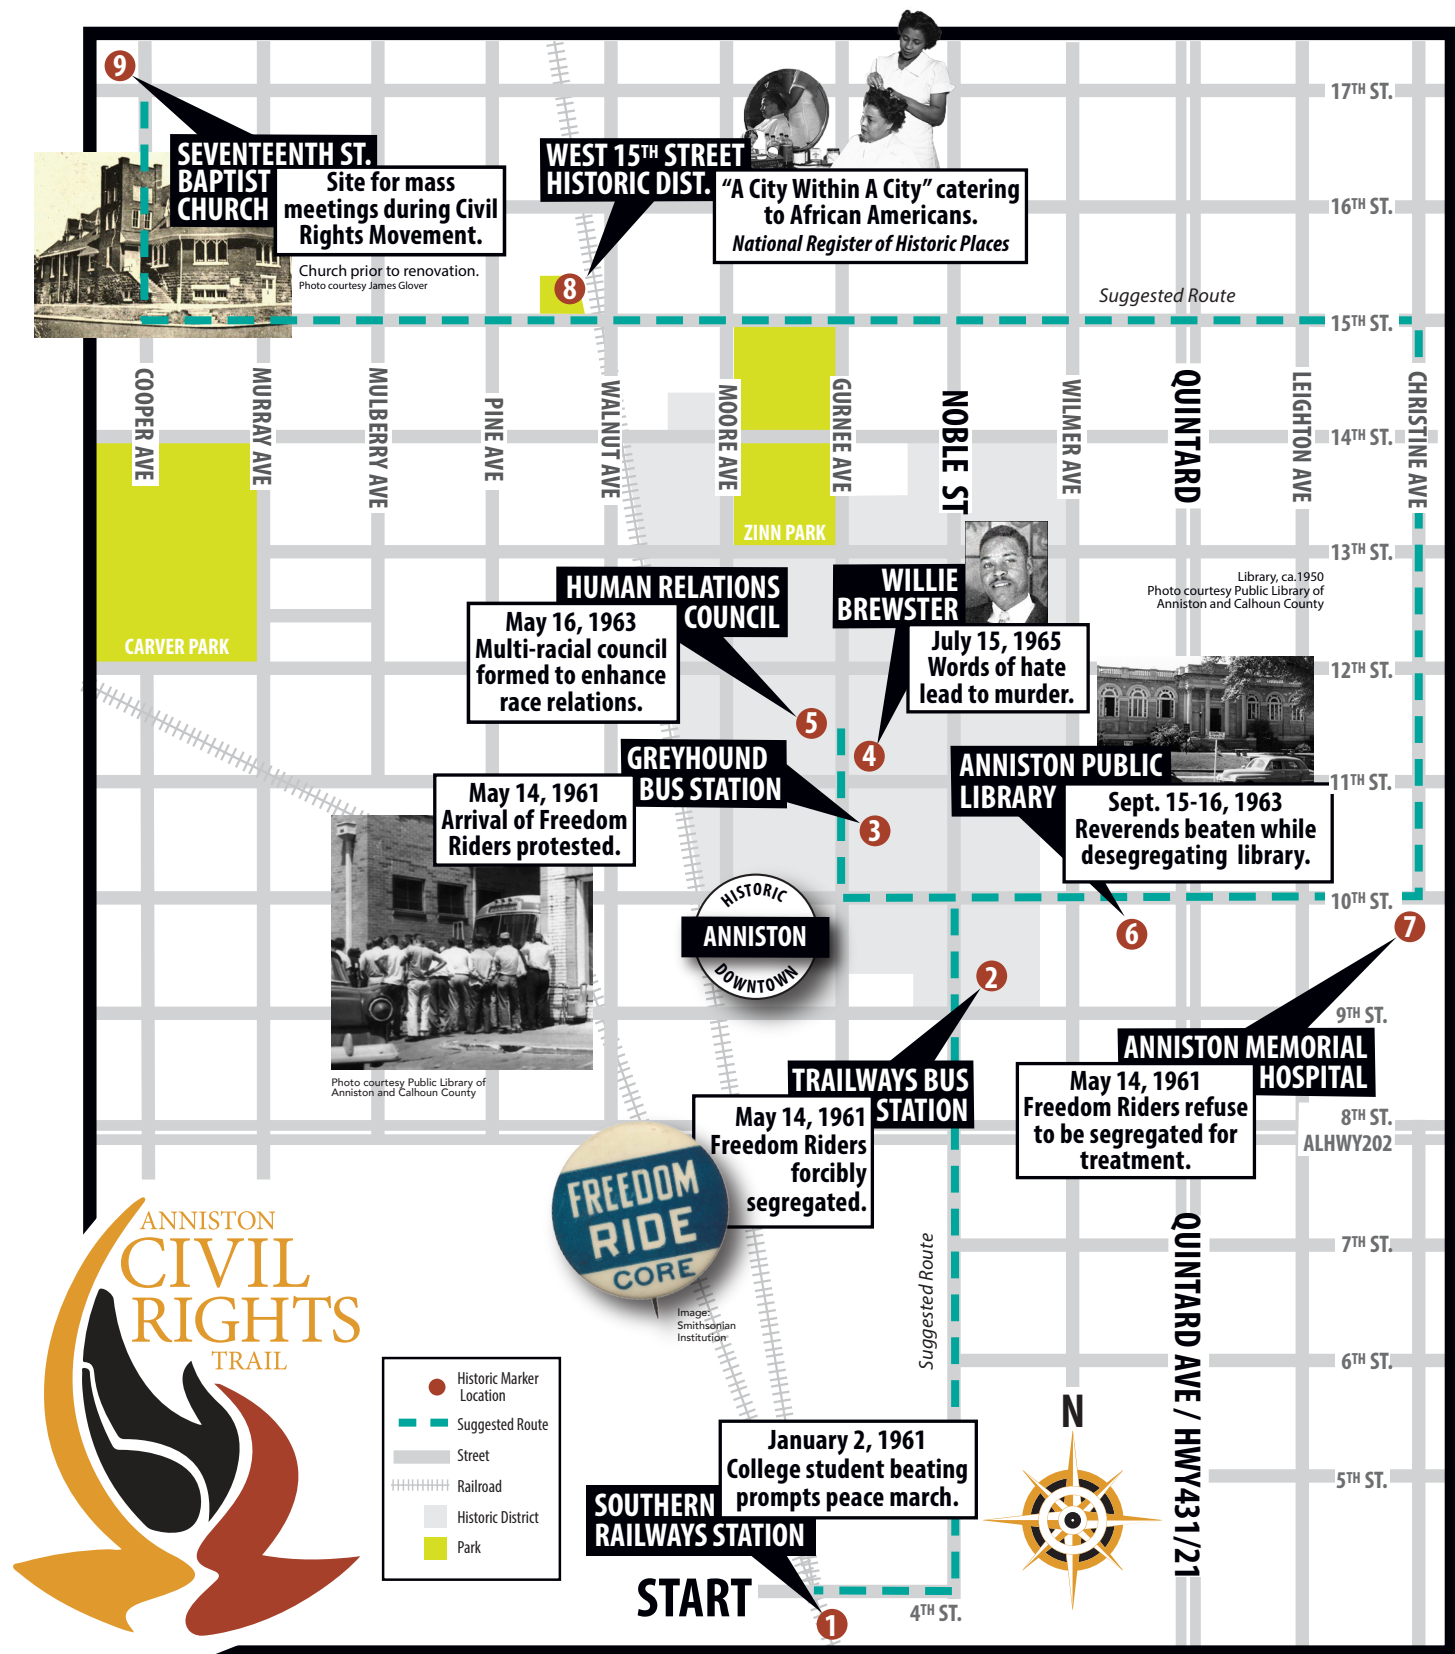 9
17TH ST.
SEVENTEENTH ST.
BAPTIST
CHURCH
Site for mass
meetings during Civil
Rights Movement.
Church prior to renovation.
Photo courtesy James Glover
WEST 15TH STREET
HISTORIC DIST.
"A City Within A City" catering
to African Americans.
National Register of Historic Places
16TH ST.
8
Suggested Route
15TH ST.
COOPER AVE
MURRAY AVE
MULBERRY AVE
PINE AVE
WALNUT AVE
MOORE AVE
GURNEE AVE
NOBLE ST
WILMER AVE
QUINTARD
LEIGHTON AVE
CHRISTINE AVE
14TH ST.
ZINN PARK
13TH ST.
CARVER PARK
HUMAN RELATIONS
COUNCIL
May 16, 1963
Multi-racial council
formed to enhance
race relations.
5
WILLIE
BREWSTER
July 15, 1965
Words of hate
lead to murder.
4
Library, ca.1950
Photo courtesy Public Library of
Anniston and Calhoun County
12TH ST.
GREYHOUND
BUS STATION
May 14, 1961
Arrival of Freedom
Riders protested.
3
ANNISTON PUBLIC
LIBRARY
11TH ST.
Sept. 15-16, 1963
Reverends beaten while
desegregating library.
10TH ST.
6
7
HISTORIC
ANNISTON
DOWNTOWN
2
9TH ST.
Photo courtesy Public Library of
Anniston and Calhoun County
TRAILWAYS BUS
STATION
May 14, 1961
Freedom Riders
forcibly
segregated.
ANNISTON MEMORIAL
HOSPITAL
May 14, 1961
Freedom Riders refuse
to be segregated for
treatment.
8TH ST.
ALHWY202
FREEDOM
RIDE
CORE
Image:
Smithsonian
Institution
Suggested Route
7TH ST.
QUINTARD AVE / HWY431/21
6TH ST.
5TH ST.
ANNISTON
CIVIL
RIGHTS
TRAIL
Historic Marker
Location
Suggested Route
Street
Railroad
Historic District
Park
N
January 2, 1961
College student beating
prompts peace march.
SOUTHERN
RAILWAYS STATION
START
4TH ST.
1